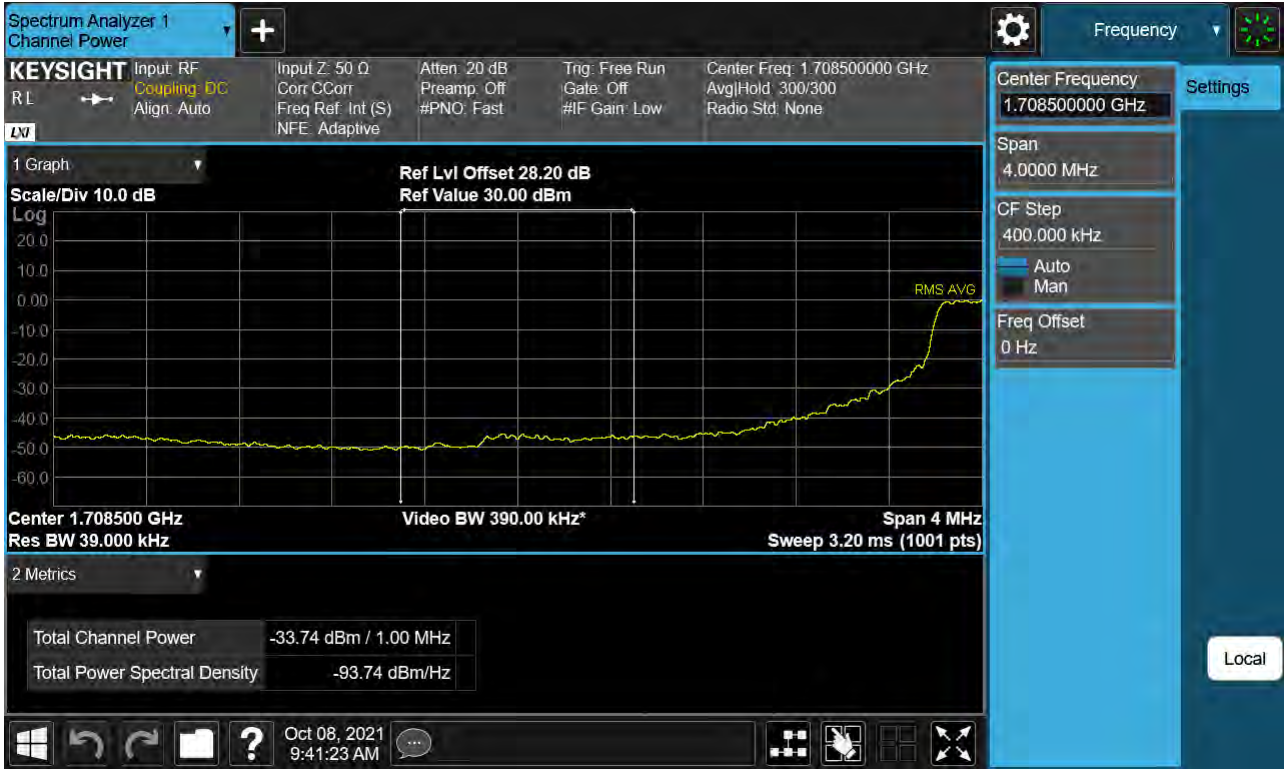 Spectrum Analyzer 1
Channel Power
+
Frequency
KEYSIGHT
R L
LXI
Input: RF
Coupling: DC
Align: Auto
Input Z: 50 Ω
Corr CCorr
Freq Ref: Int (S)
NFE: Adaptive
Atten: 20 dB
Preamp: Off
#PNO: Fast
Trig: Free Run
Gate: Off
#IF Gain: Low
Center Freq: 1.708500000 GHz
Avg|Hold: 300/300
Radio Std: None
Center Frequency
1.708500000 GHz
Settings
Span
4.0000 MHz
CF Step
400.000 kHz
Auto
Man
Freq Offset
0 Hz
1 Graph
Scale/Div 10.0 dB
Ref Lvl Offset 28.20 dB
Ref Value 30.00 dBm
Log
20.0
10.0
0.00
-10.0
-20.0
-30.0
-40.0
-50.0
-60.0
RMS AVG
Center 1.708500 GHz
Video BW 390.00 kHz*
Span 4 MHz
Res BW 39.000 kHz
Sweep 3.20 ms (1001 pts)
2 Metrics
Total Channel Power -33.74 dBm / 1.00 MHz
Total Power Spectral Density -93.74 dBm/Hz
Local
?
Oct 08, 2021
9:41:23 AM